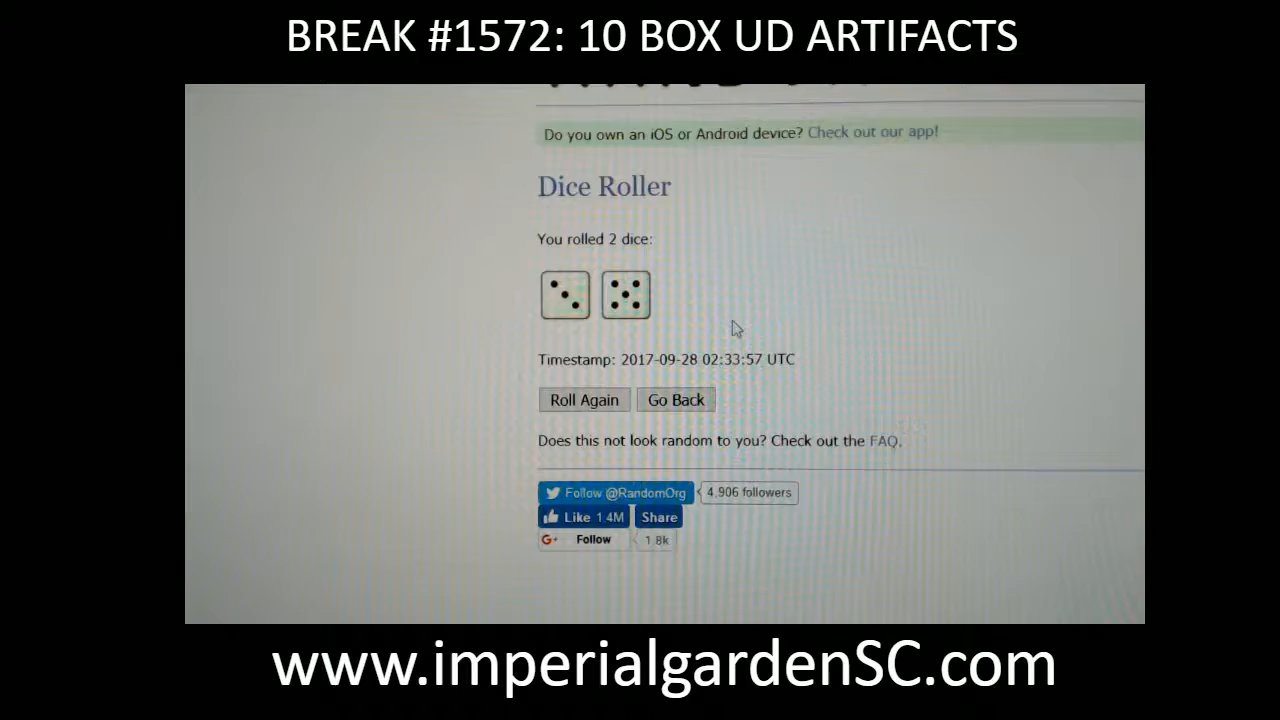 BREAK #1572: 10 BOX UD ARTIFACTS
Do you own an iOS or Android device? Check out our app!
Dice Roller
You rolled 2 dice:
Timestamp: 2017-09-28 02:33:57 UTC
Roll Again Go Back
Does this not look random to you? Check out the FAQ.
Follow @RandomOrg 4,906 followers
Like 1.4M Share
G+ Follow 1.8k
www.imperialgardenSC.com